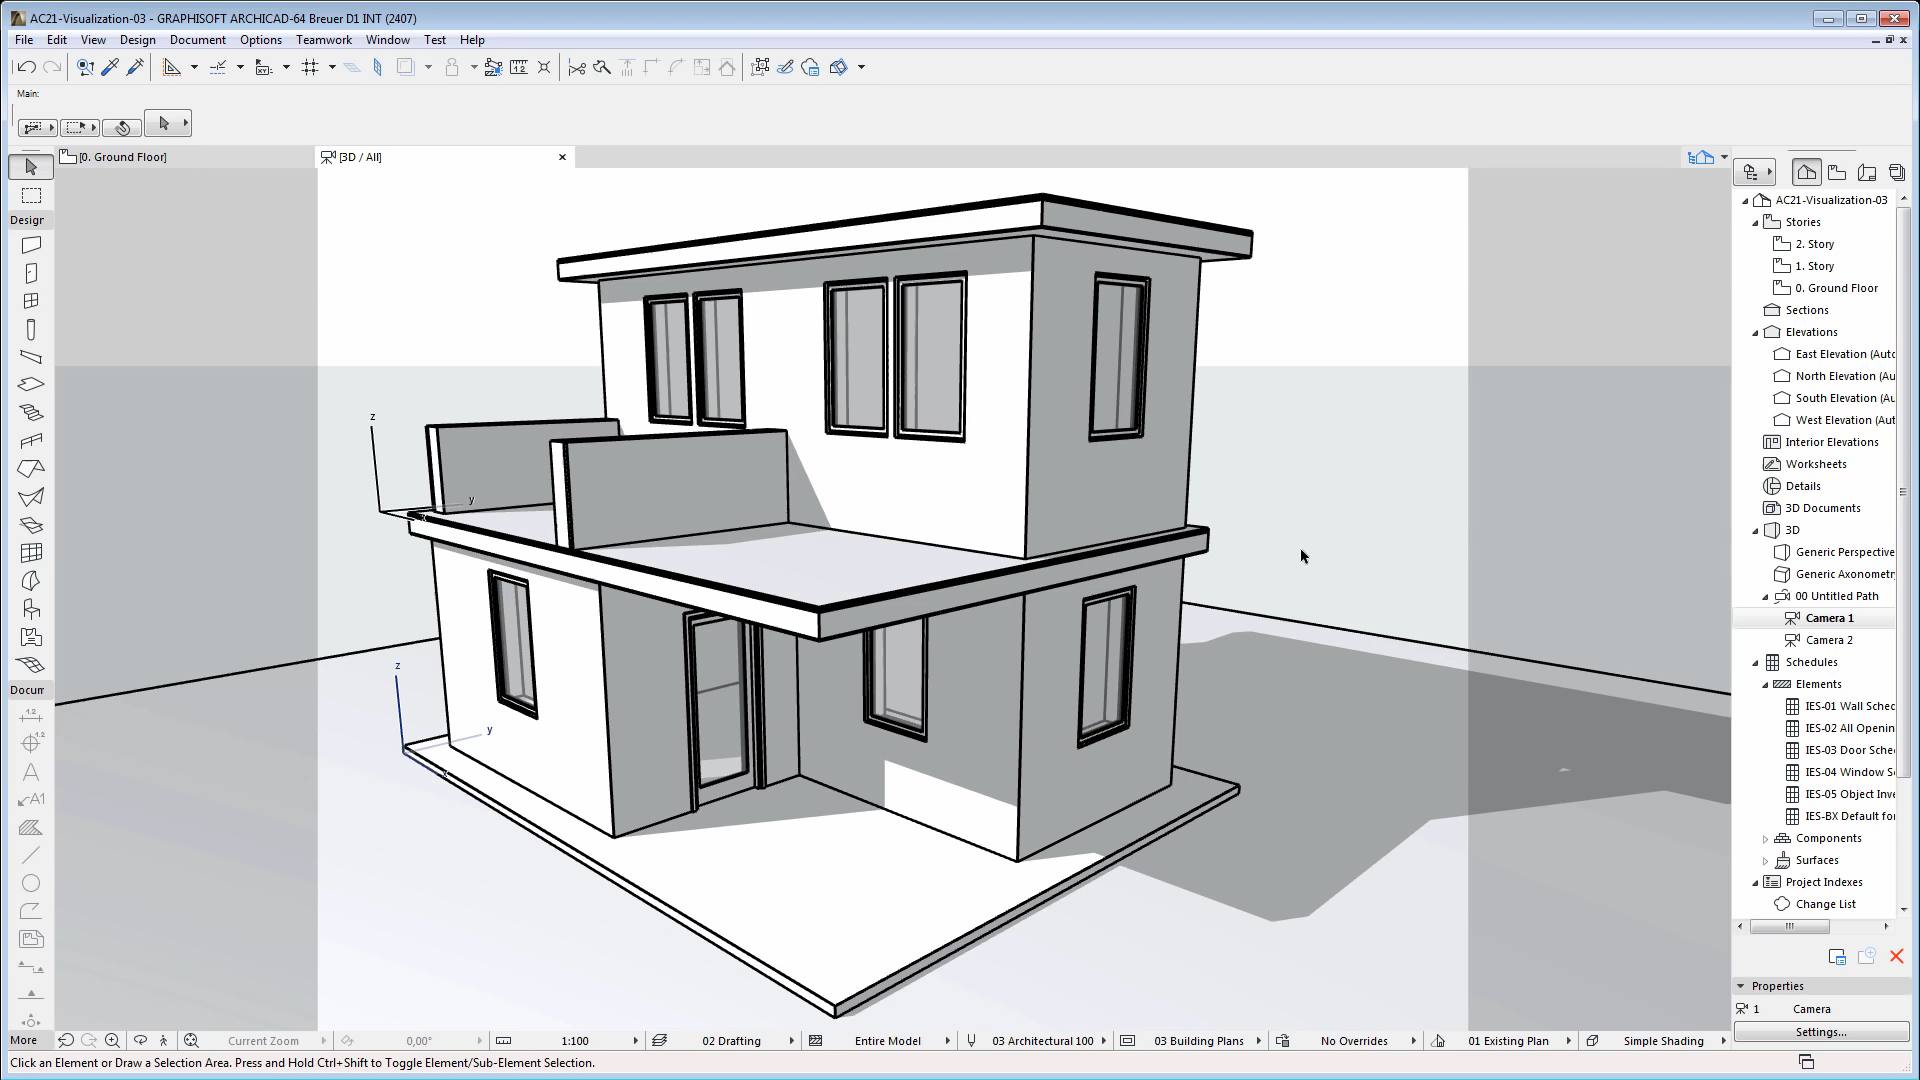 AC21-Visualization-03 - GRAPHISOFT ARCHICAD-64 Breuer D1 INT (2407)
File Edit View Design Document Options Teamwork Window Test Help
Main:
[0. Ground Floor]
[3D / All]
AC21-Visualization-03
Stories
2. Story
1. Story
0. Ground Floor
Sections
Elevations
East Elevation (Auto
North Elevation (Au
South Elevation (Au
West Elevation (Aut
Interior Elevations
Worksheets
Details
3D Documents
3D
Generic Perspective
Generic Axonometr
00 Untitled Path
Camera 1
Camera 2
Schedules
Elements
IES-01 Wall Sched
IES-02 All Openin
IES-03 Door Sche
IES-04 Window S
IES-05 Object Inve
IES-BX Default fo
Components
Surfaces
Project Indexes
Change List
Properties
1 Camera
Settings...
Design
Docum
More
z
y
x
z
y
x
Current Zoom 0,00° 1:100 02 Drafting Entire Model 03 Architectural 100 03 Building Plans No Overrides 01 Existing Plan Simple Shading
Click an Element or Draw a Selection Area. Press and Hold Ctrl+Shift to Toggle Element/Sub-Element Selection.